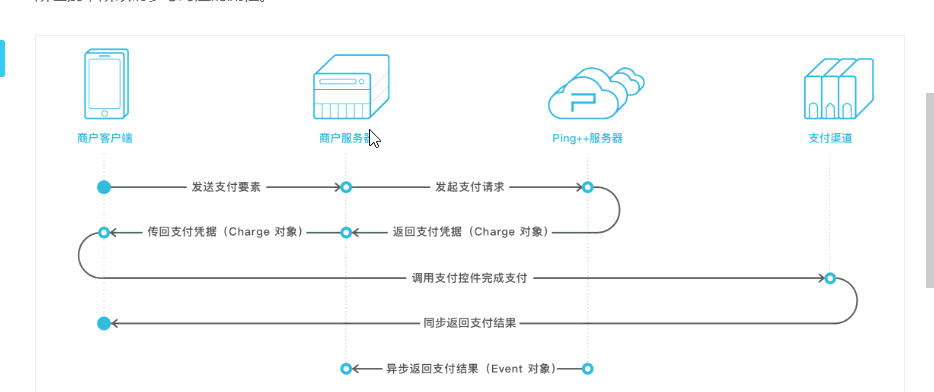 商户客户端
商户服务器
Ping++服务器
支付渠道
发送支付要素
发起支付请求
传回支付凭据（Charge 对象）
返回支付凭据（Charge 对象）
调用支付控件完成支付
同步返回支付结果
异步返回支付结果（Event 对象）